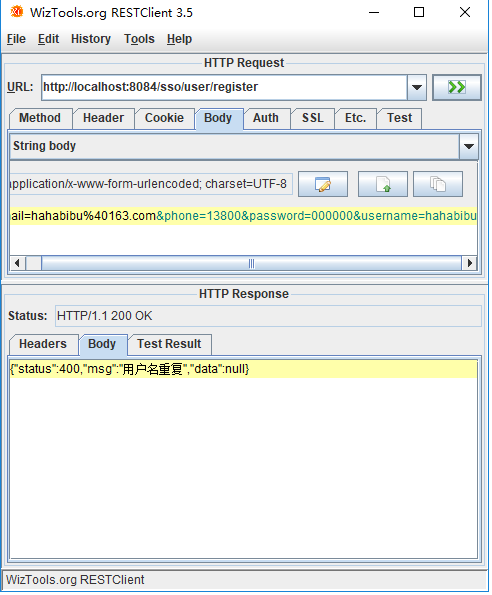 WizTools.org RESTClient 3.5
File Edit History Tools Help
HTTP Request
URL: http://localhost:8084/sso/user/register
Method Header Cookie Body Auth SSL Etc. Test
String body
application/x-www-form-urlencoded; charset=UTF-8
ail=hahabibu%40163.com&phone=13800&password=000000&username=hahabibu
HTTP Response
Status: HTTP/1.1 200 OK
Headers Body Test Result
{"status":400,"msg":"用户名重复","data":null}
WizTools.org RESTClient